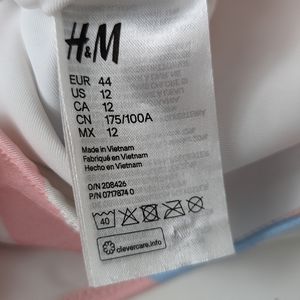 H&M
EUR 44
US 12
CA 12
CN 175/100A
MX 12
Made in Vietnam
Fabriqué en Vietnam
Hecho en Vietnam
O/N 208426
P/N 0717874 0
40
clevercare.info